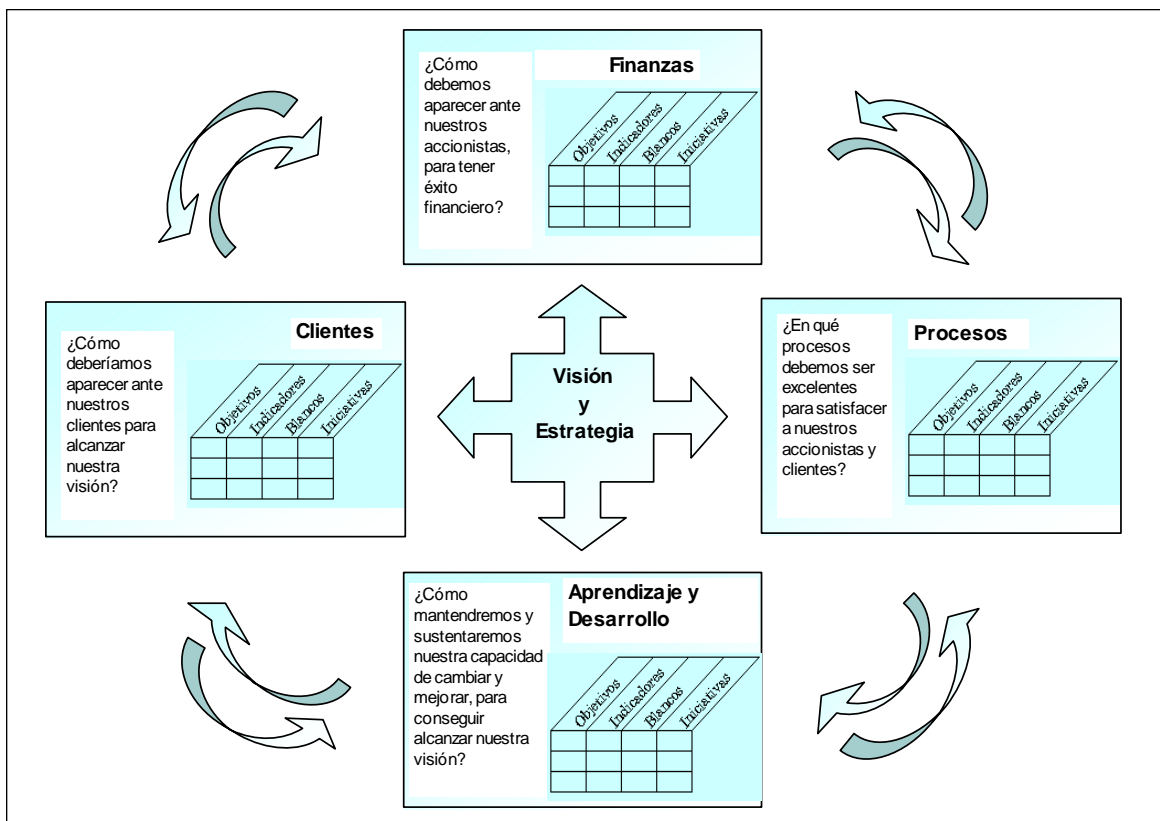 Finanzas
¿Cómo
debemos
aparecer ante
nuestros
accionistas,
para tener
éxito
financiero?
Objetivos
Indicadores
Blancos
Iniciativas
Clientes
¿Cómo
deberíamos
aparecer ante
nuestros
clientes para
alcanzar
nuestra
visión?
Objetivos
Indicadores
Blancos
Iniciativas
Visión
y
Estrategia
Procesos
¿En qué
procesos
debemos ser
excelentes
para satisfacer
a nuestros
accionistas y
clientes?
Objetivos
Indicadores
Blancos
Iniciativas
Aprendizaje y
Desarrollo
¿Cómo
mantendremos y
sustentaremos
nuestra capacidad
de cambiar y
mejorar, para
conseguir
alcanzar nuestra
visión?
Objetivos
Indicadores
Blancos
Iniciativas